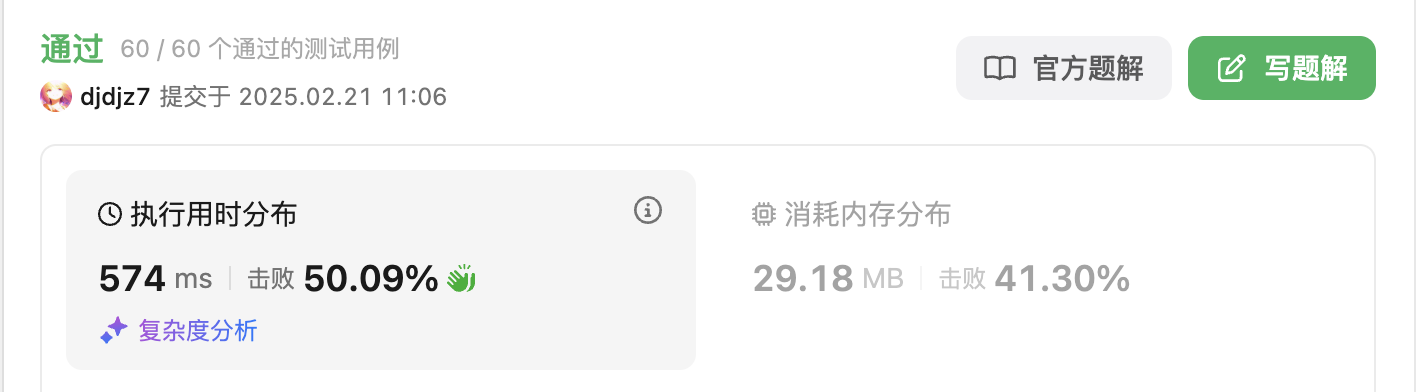 通过 60 / 60 个通过的测试用例
djdjz7 提交于 2025.02.21 11:06
官方题解
写题解
执行用时分布
574 ms 击败 50.09%
复杂度分析
消耗内存分布
29.18 MB 击败 41.30%